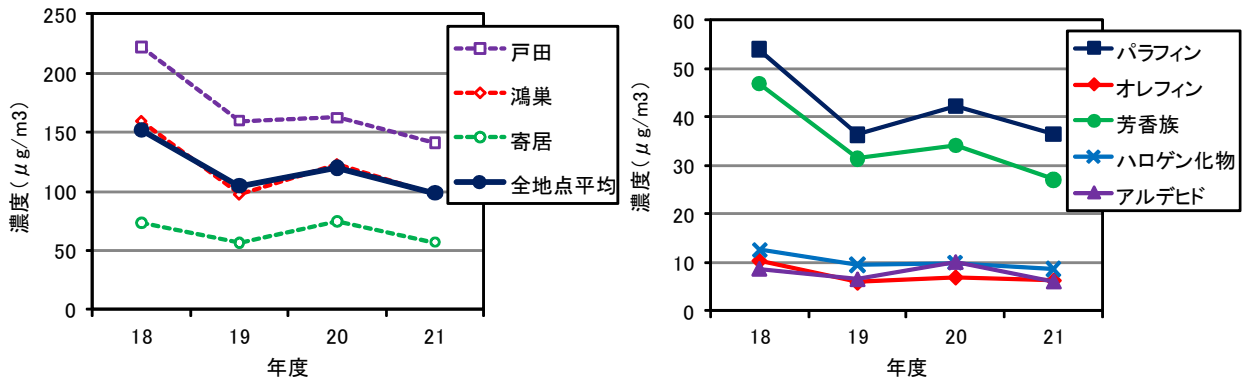 250
200
150
100
50
0
濃度(μg/m3)
18 19 20 21
年度
戸田
鴻巣
寄居
全地点平均
60
50
40
30
20
10
0
濃度(μg/m3)
18 19 20 21
年度
パラフィン
オレフィン
芳香族
ハロゲン化物
アルデヒド